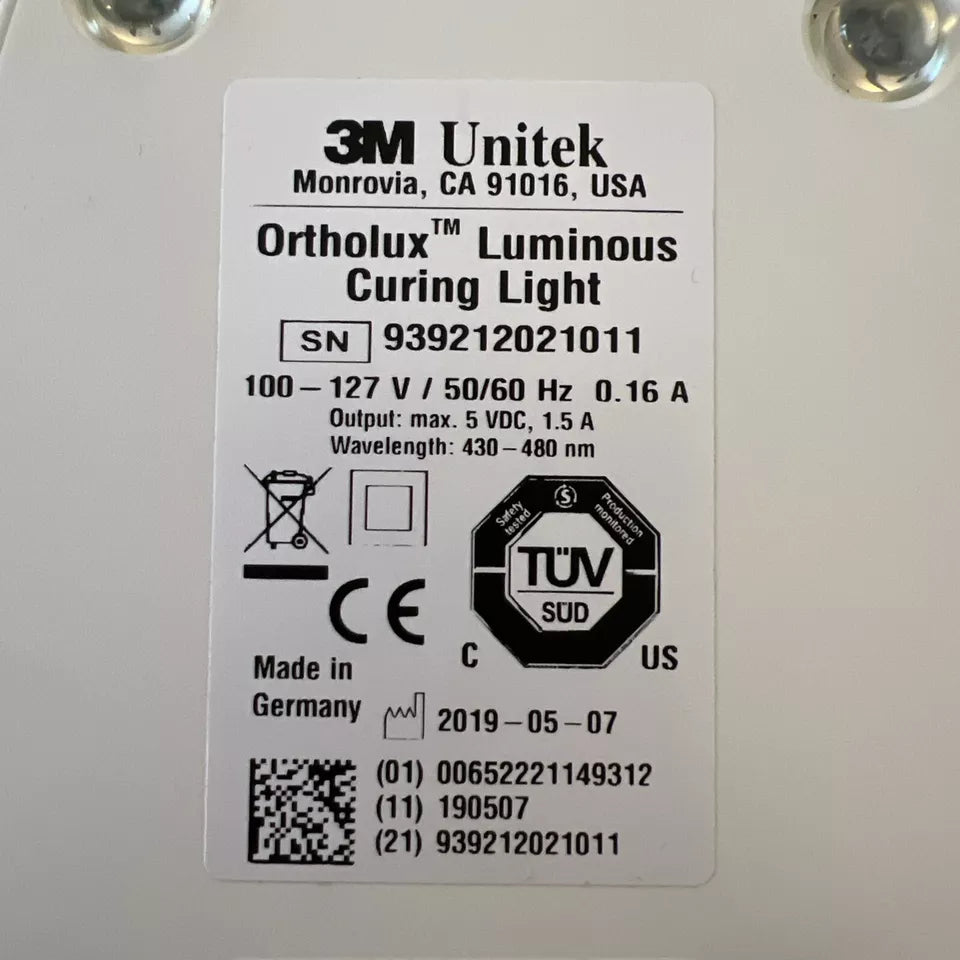 3M Unitek
Monrovia, CA 91016, USA
Ortholux™ Luminous
Curing Light
SN 939212021011
100–127 V / 50/60 Hz 0.16 A
Output: max. 5 VDC, 1.5 A
Wavelength: 430–480 nm
Safety tested
S
Production monitored
TÜV
SÜD
CE
C US
Made in
Germany
2019-05-07
(01) 00652221149312
(11) 190507
(21) 939212021011